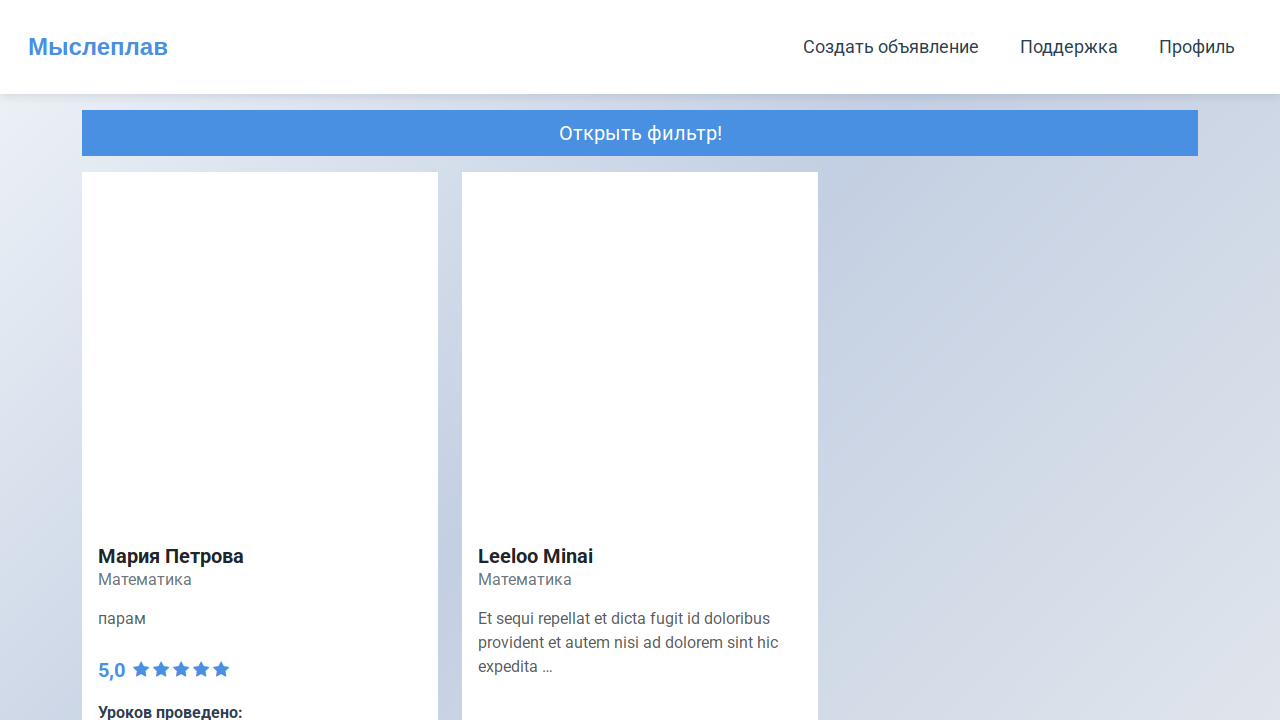 Мыслеплав
Создать объявление
Поддержка
Профиль
Открыть фильтр!
Мария Петрова
Математика
парам
5,0
Уроков проведено:
Leeloo Minai
Математика
Et sequi repellat et dicta fugit id doloribus
provident et autem nisi ad dolorem sint hic
expedita ...